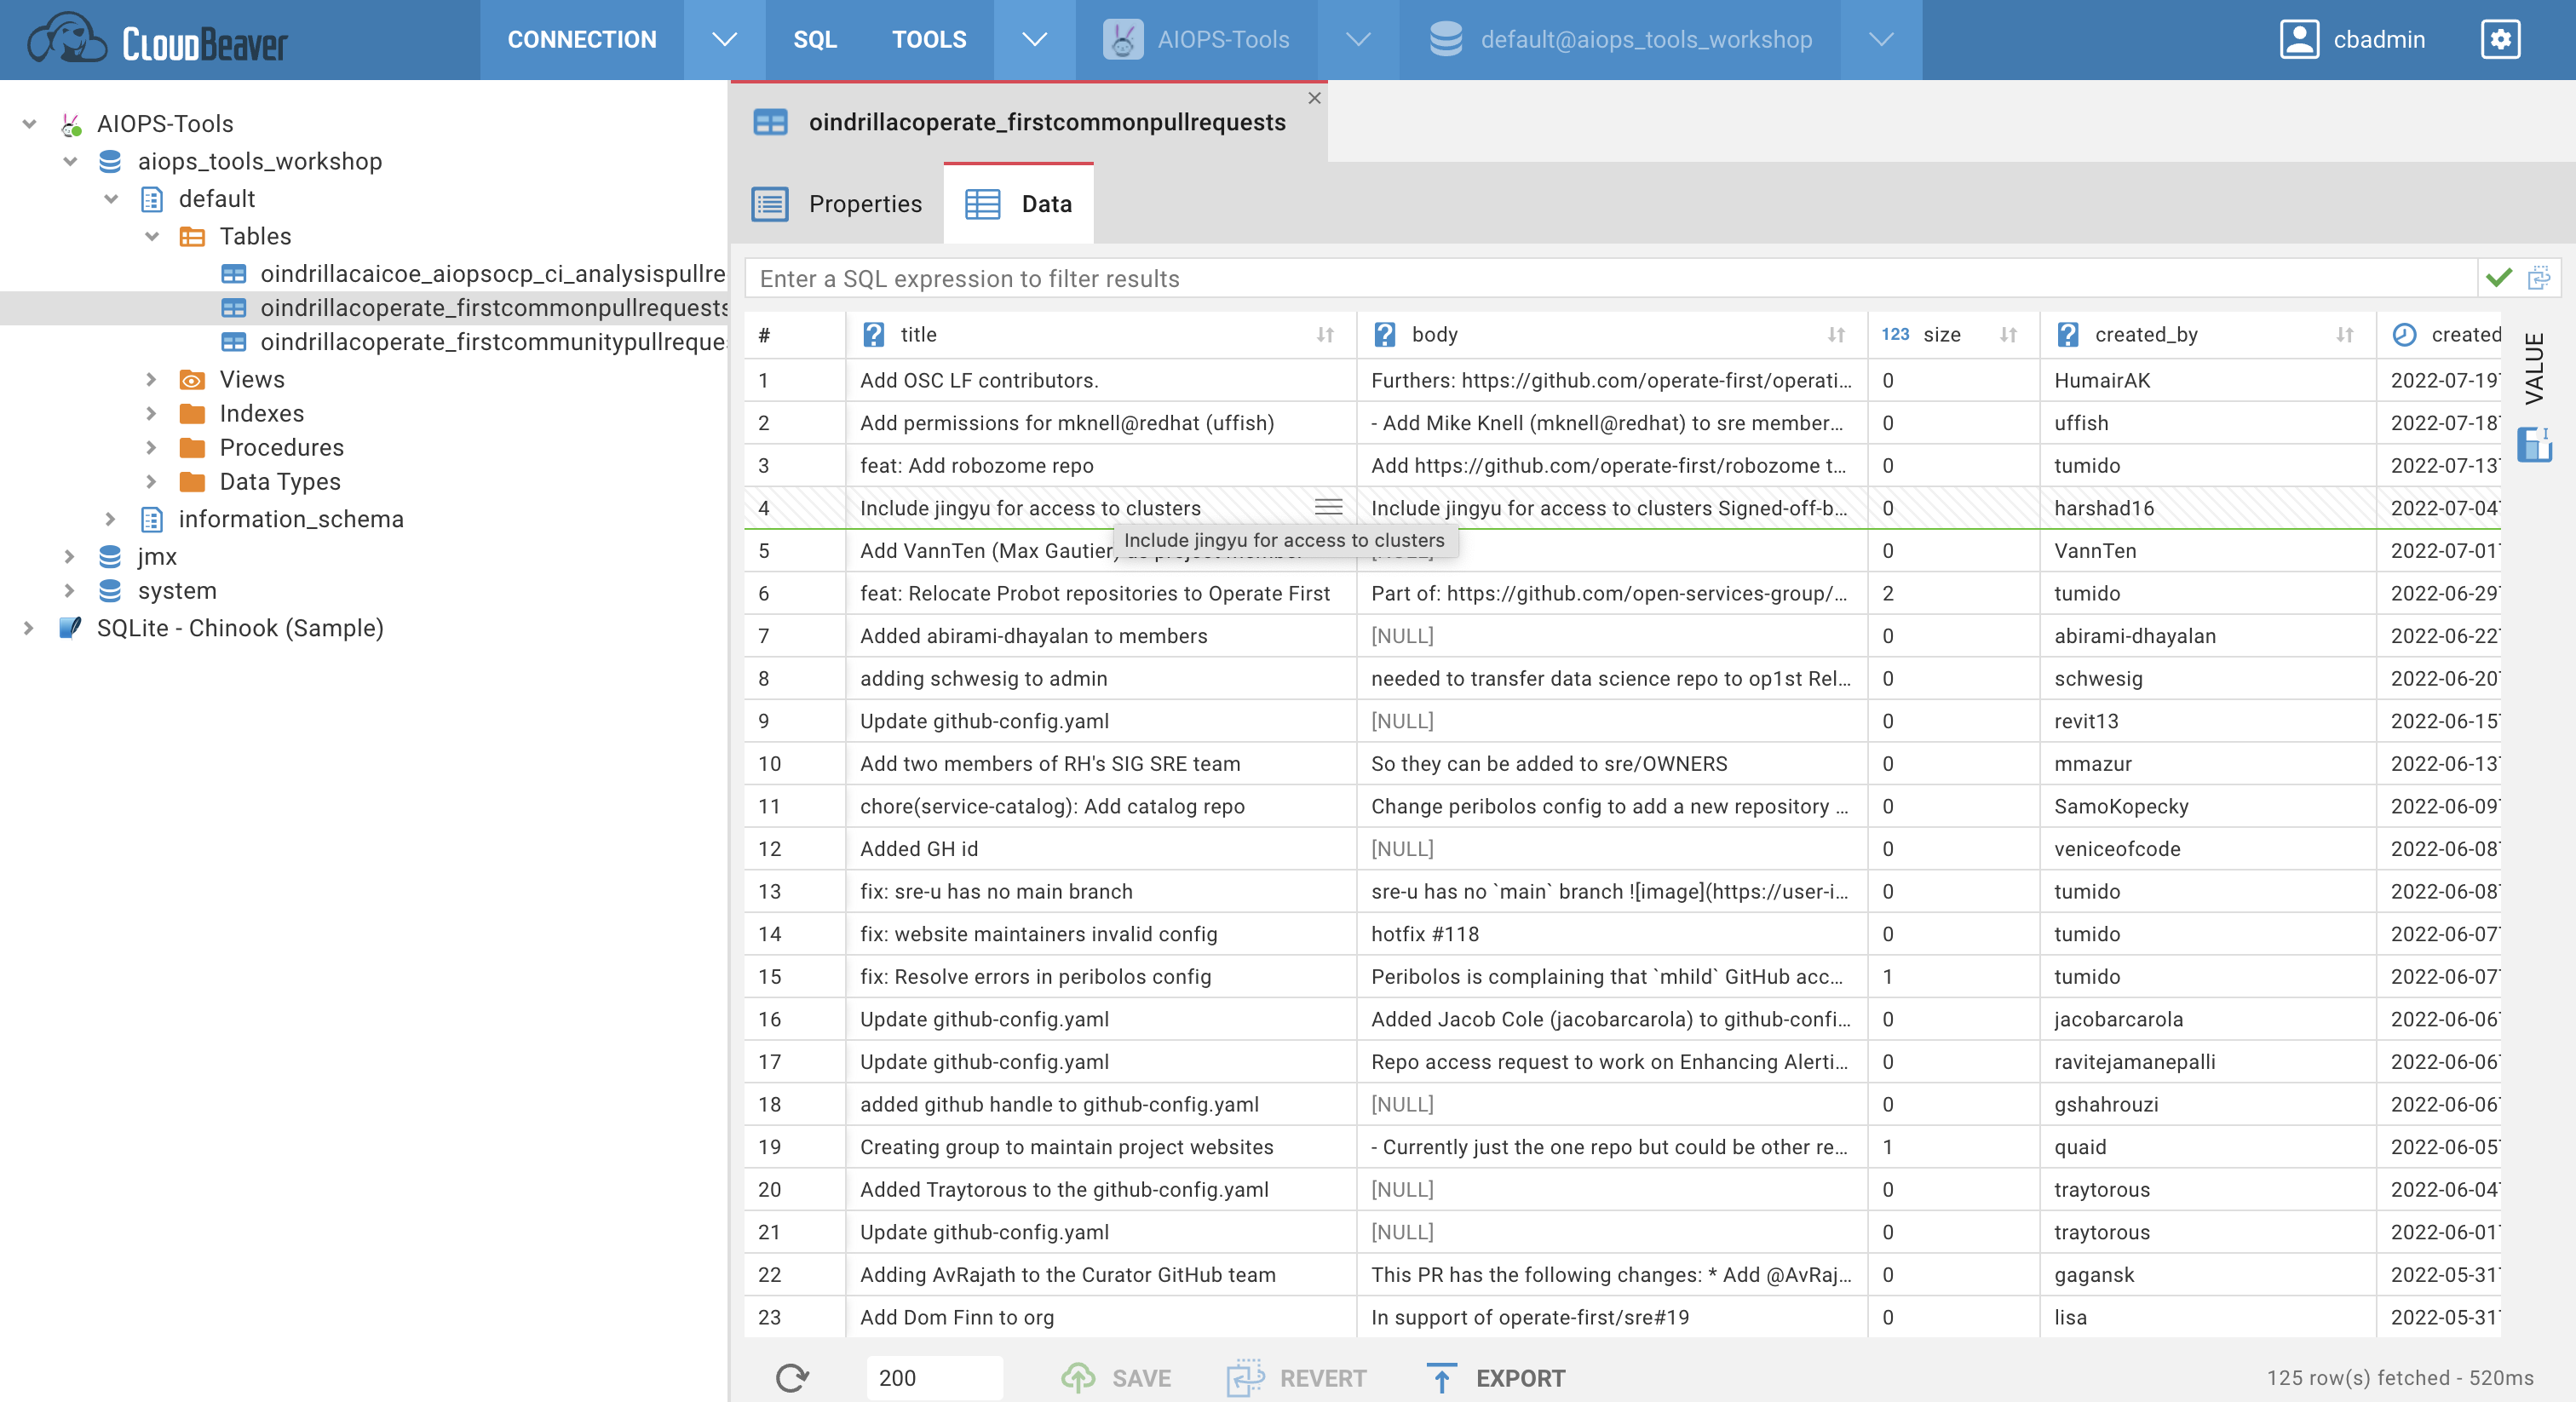 CLOUDBEAVER
CONNECTION SQL TOOLS AIOPS-Tools default@aiops_tools_workshop cbadmin
AIOPS-Tools
aiops_tools_workshop
default
Tables
oindrillacaicoe_aiopsocp_ci_analysispullre
oindrillacoperate_firstcommonpullrequests
oindrillacoperate_firstcommunitypullreque
Views
Indexes
Procedures
Data Types
information_schema
jmx
system
SQLite - Chinook (Sample)
oindrillacoperate_firstcommonpullrequests
Properties Data
Enter a SQL expression to filter results
# title body 123 size created_by created
1 Add OSC LF contributors. Furthers: https://github.com/operate-first/operati... 0 HumairAK 2022-07-19
2 Add permissions for mknell@redhat (uffish) - Add Mike Knell (mknell@redhat) to sre member... 0 uffish 2022-07-18
3 feat: Add robozome repo Add https://github.com/operate-first/robozome t... 0 tumido 2022-07-13
4 Include jingyu for access to clusters Include jingyu for access to clusters Signed-off-b... 0 harshad16 2022-07-04
Include jingyu for access to clusters
5 Add VannTen (Max Gautier) as project member [NULL] 0 VannTen 2022-07-01
6 feat: Relocate Probot repositories to Operate First Part of: https://github.com/open-services-group/... 2 tumido 2022-06-29
7 Added abirami-dhayalan to members [NULL] 0 abirami-dhayalan 2022-06-22
8 adding schwesig to admin needed to transfer data science repo to op1st Rel... 0 schwesig 2022-06-20
9 Update github-config.yaml [NULL] 0 revit13 2022-06-15
10 Add two members of RH's SIG SRE team So they can be added to sre/OWNERS 0 mmazur 2022-06-13
11 chore(service-catalog): Add catalog repo Change peribolos config to add a new repository ... 0 SamoKopecky 2022-06-09
12 Added GH id [NULL] 0 veniceofcode 2022-06-08
13 fix: sre-u has no main branch sre-u has no `main` branch ![image](https://user-i... 0 tumido 2022-06-08
14 fix: website maintainers invalid config hotfix #118 0 tumido 2022-06-07
15 fix: Resolve errors in peribolos config Peribolos is complaining that `mhild` GitHub acc... 1 tumido 2022-06-07
16 Update github-config.yaml Added Jacob Cole (jacobarcarola) to github-confi... 0 jacobarcarola 2022-06-06
17 Update github-config.yaml Repo access request to work on Enhancing Alerti... 0 ravitejamanepalli 2022-06-06
18 added github handle to github-config.yaml [NULL] 0 gshahrouzi 2022-06-06
19 Creating group to maintain project websites - Currently just the one repo but could be other re... 1 quaid 2022-06-05
20 Added Traytorous to the github-config.yaml [NULL] 0 traytorous 2022-06-04
21 Update github-config.yaml [NULL] 0 traytorous 2022-06-01
22 Adding AvRajath to the Curator GitHub team This PR has the following changes: * Add @AvRaj... 0 gagansk 2022-05-31
23 Add Dom Finn to org In support of operate-first/sre#19 0 lisa 2022-05-31
VALUE
200 SAVE REVERT EXPORT 125 row(s) fetched - 520ms